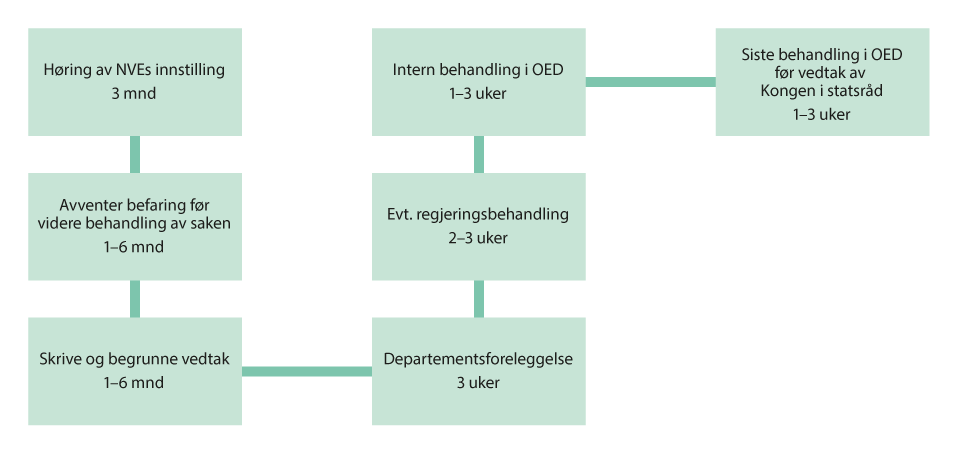 Høring av NVEs innstilling
3 mnd
Avventer befaring før
videre behandling av saken
1–6 mnd
Skrive og begrunne vedtak
1–6 mnd
Departementsforeleggelse
3 uker
Evt. regjeringsbehandling
2–3 uker
Intern behandling i OED
1–3 uker
Siste behandling i OED
før vedtak av
Kongen i statsråd
1–3 uker